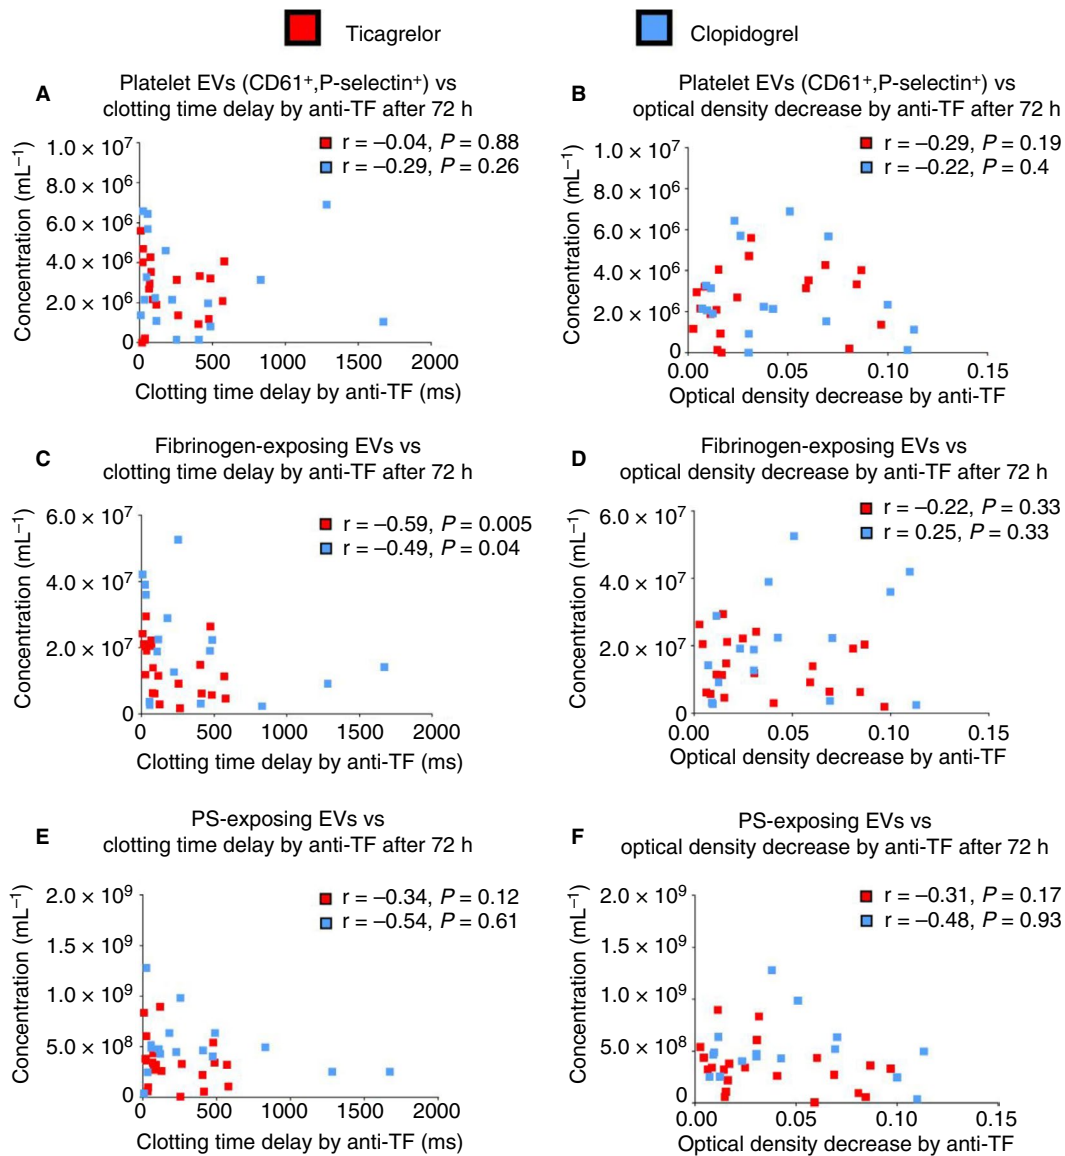 Ticagrelor
Clopidogrel
A
Platelet EVs (CD61⁺,P-selectin⁺) vs
clotting time delay by anti-TF after 72 h
r = –0.04, P = 0.88
r = –0.29, P = 0.26
Concentration (mL⁻¹)
1.0 × 10⁷
8.0 × 10⁶
6.0 × 10⁶
4.0 × 10⁶
2.0 × 10⁶
0
0 500 1000 1500 2000
Clotting time delay by anti-TF (ms)
B
Platelet EVs (CD61⁺,P-selectin⁺) vs
optical density decrease by anti-TF after 72 h
r = –0.29, P = 0.19
r = –0.22, P = 0.4
Concentration (mL⁻¹)
1.0 × 10⁷
8.0 × 10⁶
6.0 × 10⁶
4.0 × 10⁶
2.0 × 10⁶
0
0.00 0.05 0.10 0.15
Optical density decrease by anti-TF
C
Fibrinogen-exposing EVs vs
clotting time delay by anti-TF after 72 h
r = –0.59, P = 0.005
r = –0.49, P = 0.04
Concentration (mL⁻¹)
6.0 × 10⁷
4.0 × 10⁷
2.0 × 10⁷
0
0 500 1000 1500 2000
Clotting time delay by anti-TF (ms)
D
Fibrinogen-exposing EVs vs
optical density decrease by anti-TF after 72 h
r = –0.22, P = 0.33
r = 0.25, P = 0.33
Concentration (mL⁻¹)
6.0 × 10⁷
4.0 × 10⁷
2.0 × 10⁷
0
0.00 0.05 0.10 0.15
Optical density decrease by anti-TF
E
PS-exposing EVs vs
clotting time delay by anti-TF after 72 h
r = –0.34, P = 0.12
r = –0.54, P = 0.61
Concentration (mL⁻¹)
2.0 × 10⁹
1.5 × 10⁹
1.0 × 10⁹
5.0 × 10⁸
0
0 500 1000 1500 2000
Clotting time delay by anti-TF (ms)
F
PS-exposing EVs vs
optical density decrease by anti-TF after 72 h
r = –0.31, P = 0.17
r = –0.48, P = 0.93
Concentration (mL⁻¹)
2.0 × 10⁹
1.5 × 10⁹
1.0 × 10⁹
5.0 × 10⁸
0
0.00 0.05 0.10 0.15
Optical density decrease by anti-TF